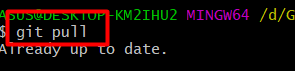 ASUS@DESKTOP-KM2IHU2 MINGW64 /d/G
$ git pull
Already up to date.